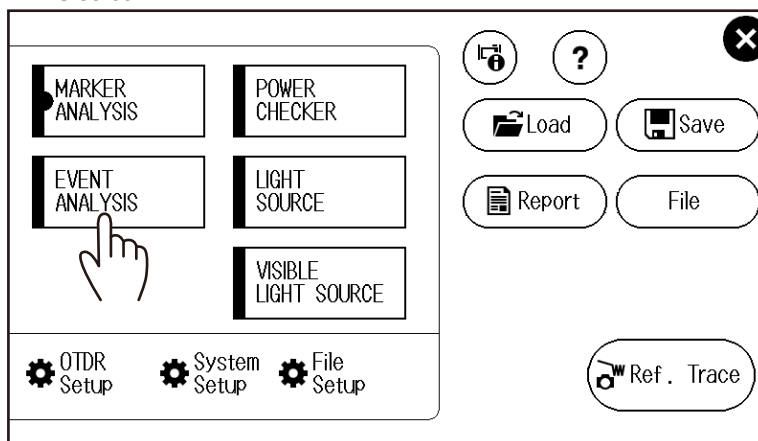 MARKER
ANALYSIS
POWER
CHECKER
EVENT
ANALYSIS
LIGHT
SOURCE
VISIBLE
LIGHT SOURCE
OTDR
Setup
System
Setup
File
Setup
?
Load
Save
Report
File
Ref. Trace